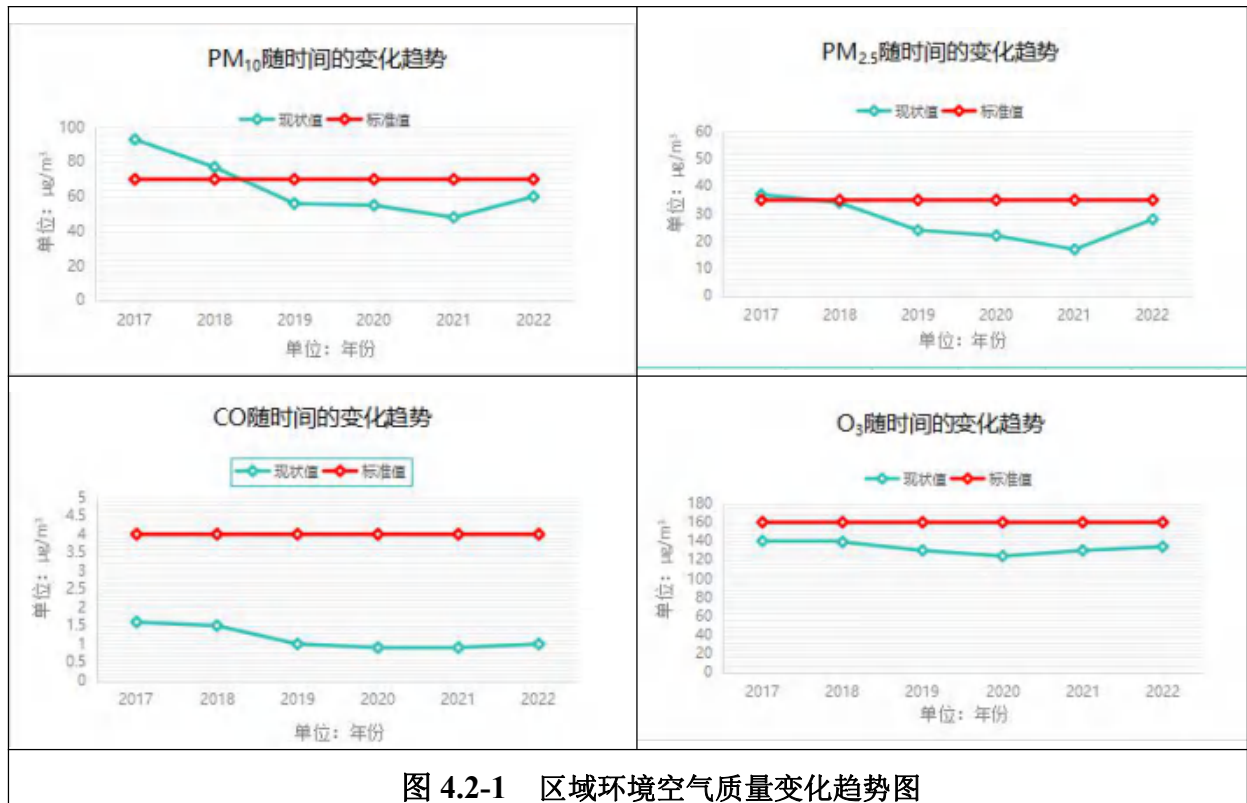 PM₁₀随时间的变化趋势
现状值 标准值
单位：μg/m³
100
80
60
40
20
0
2017 2018 2019 2020 2021 2022
单位：年份
PM₂.₅随时间的变化趋势
现状值 标准值
单位：μg/m³
60
50
40
30
20
10
0
2017 2018 2019 2020 2021 2022
单位：年份
CO随时间的变化趋势
现状值 标准值
单位：μg/m³
5
4.5
4
3.5
3
2.5
2
1.5
1
0.5
0
2017 2018 2019 2020 2021 2022
单位：年份
O₃随时间的变化趋势
现状值 标准值
单位：μg/m³
180
160
140
120
100
80
60
40
20
0
2017 2018 2019 2020 2021 2022
单位：年份
图 4.2-1 区域环境空气质量变化趋势图